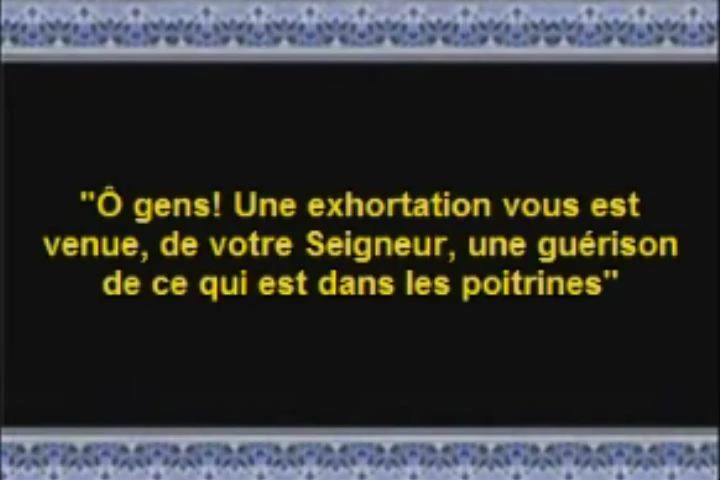 "Ô gens! Une exhortation vous est
venue, de votre Seigneur, une guérison
de ce qui est dans les poitrines"